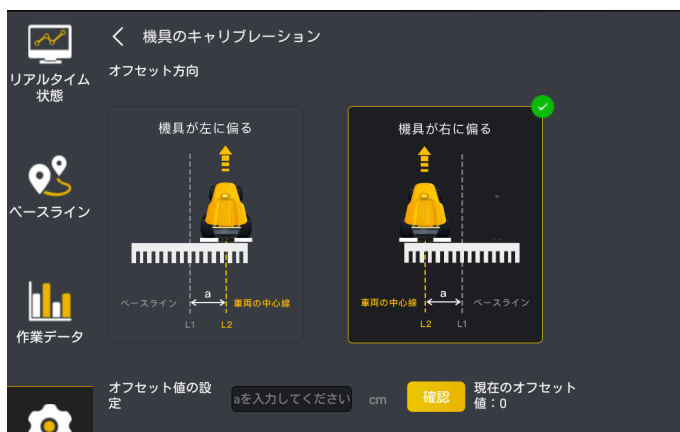 機具のキャリブレーション
リアルタイム
状態
オフセット方向
機具が左に偏る
機具が右に偏る
ベースライン
ベースライン
a
車両の中心線
L1
L2
車両の中心線
a
ベースライン
L2
L1
作業データ
オフセット値の設
定
aを入力してください
cm
確認
現在のオフセット
値：0